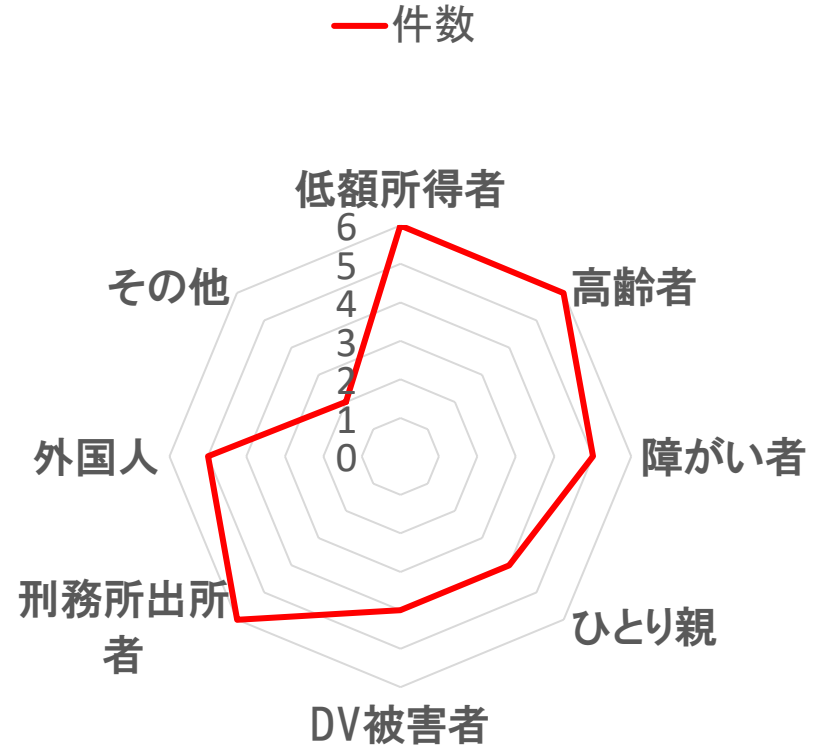 件数
低額所得者
6
5
4
3
2
1
0
高齢者
障がい者
ひとり親
DV被害者
刑務所出所
者
外国人
その他